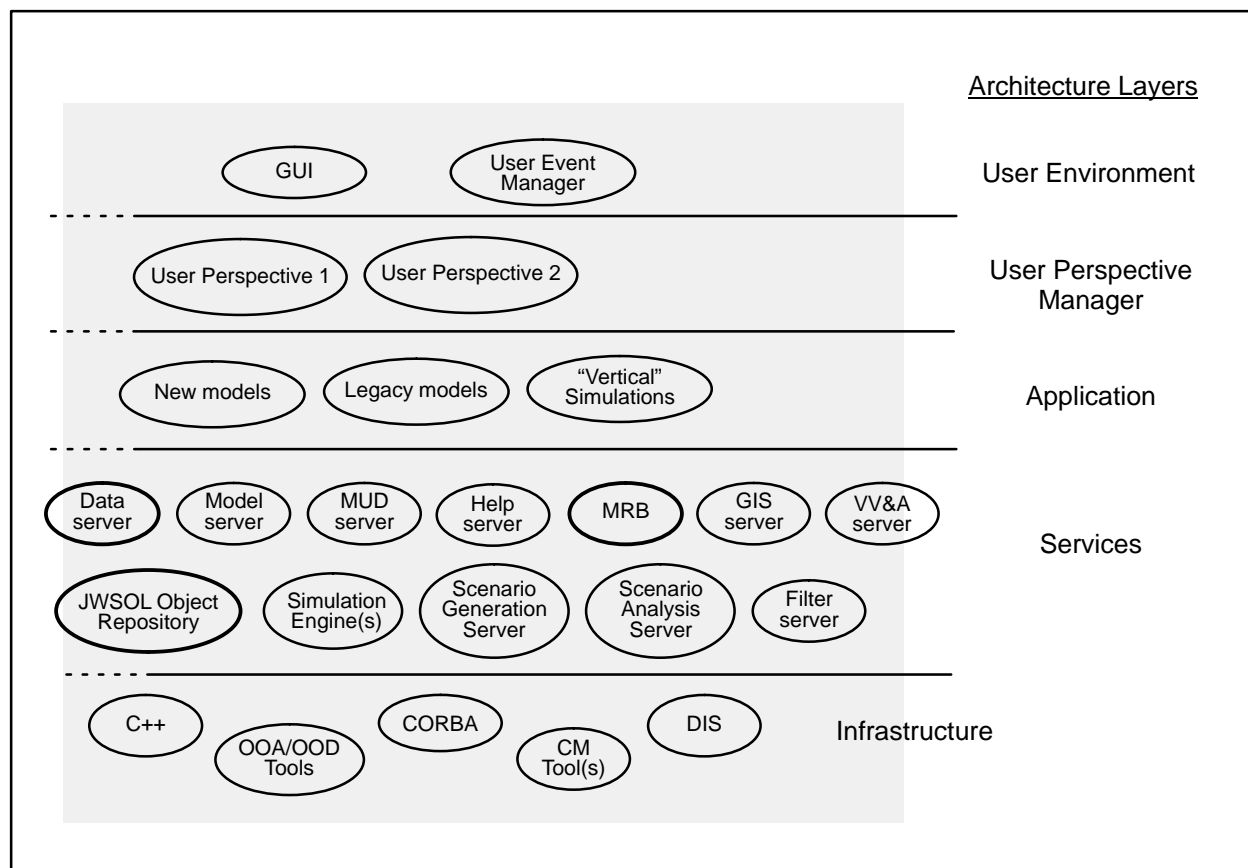 Architecture Layers
GUI
User Event
Manager
User Environment
User Perspective 1
User Perspective 2
User Perspective
Manager
New models
Legacy models
“Vertical”
Simulations
Application
Data
server
Model
server
MUD
server
Help
server
MRB
GIS
server
VV&A
server
Services
JWSOL Object
Repository
Simulation
Engine(s)
Scenario
Generation
Server
Scenario
Analysis
Server
Filter
server
C++
OOA/OOD
Tools
CORBA
CM
Tool(s)
DIS
Infrastructure